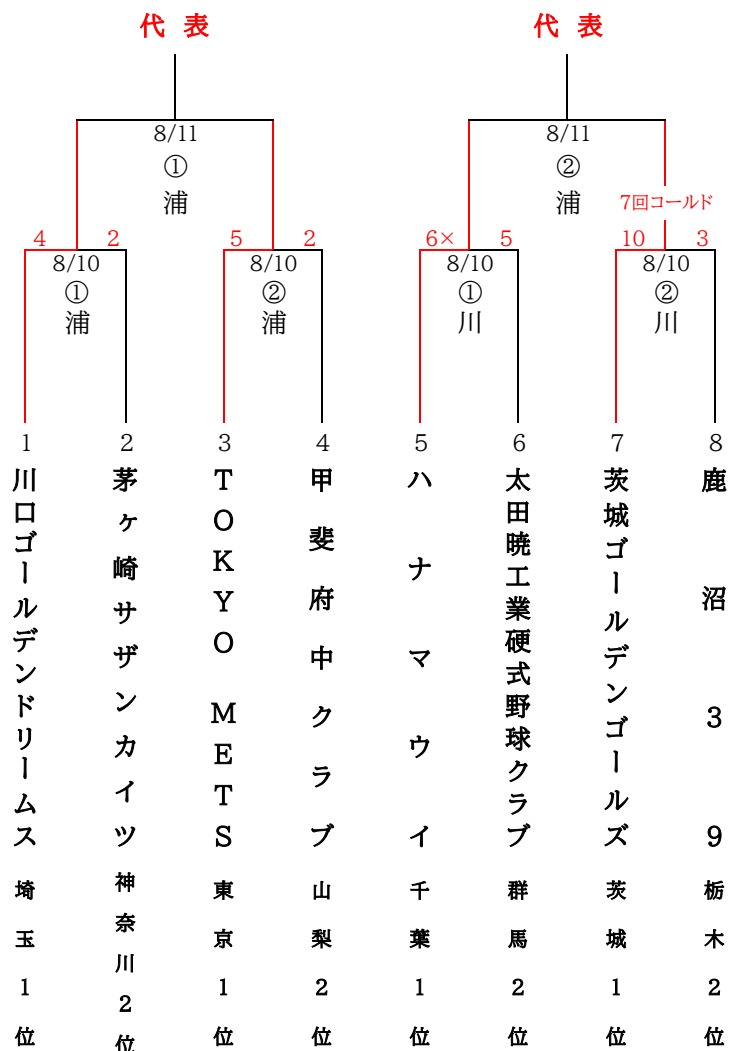 代 表
代 表
8/11
①
浦
8/11
②
浦
7回コールド
4
2
5
2
6×
5
10
3
8/10
①
浦
8/10
②
浦
8/10
①
川
8/10
②
川
1
川口ゴールデンドリームス
埼玉1位
2
茅ヶ崎サザンカイツ
神奈川2位
3
TOKYO METS
東京1位
4
甲斐府中クラブ
山梨2位
5
ハナマウイ
千葉1位
6
太田暁工業硬式野球クラブ
群馬2位
7
茨城ゴールデンゴールズ
茨城1位
8
鹿沼39
栃木2位